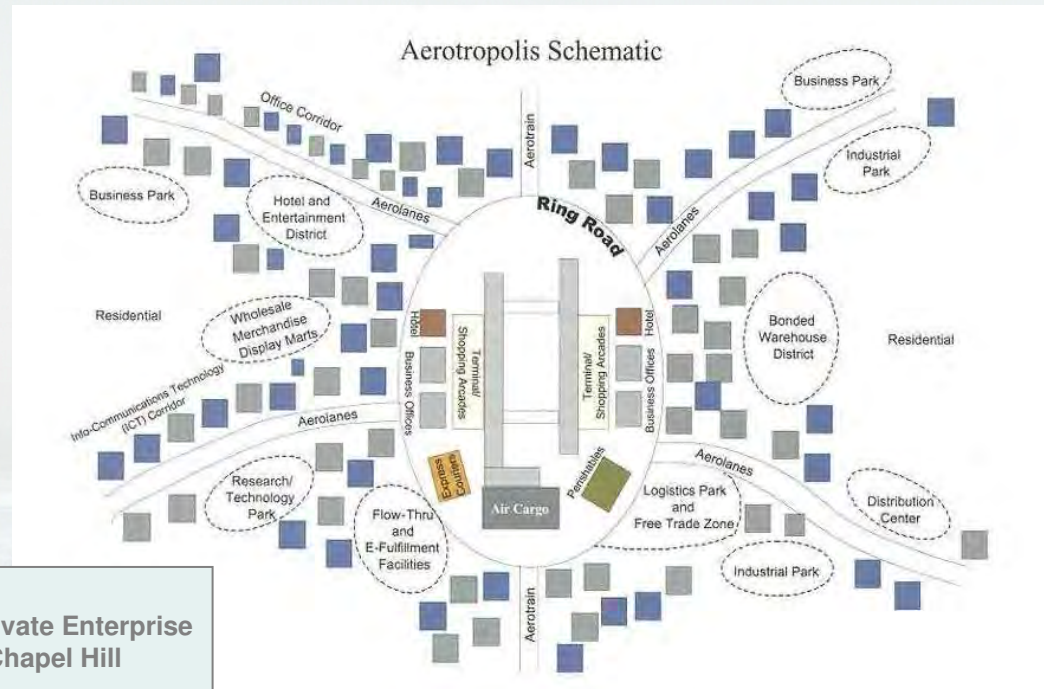 Aerotropolis Schematic
Business Park
Office Corridor
Aerotrain
Industrial
Park
Business Park
Hotel and
Entertainment
District
Aerolanes
Ring Road
Aerolanes
Residential
Wholesale
Merchandise
Display Marts
Hotel
Terminal/
Shopping Arcades
Business Offices
Terminal/
Shopping Arcades
Hotel
Business Offices
Bonded
Warehouse
District
Residential
Info-Communications Technology
(ICT) Corridor
Aerolanes
Research/
Technology
Park
Flow-Thru
and
E-Fulfillment
Facilities
Express
Couriers
Air Cargo
Perishables
Logistics Park
and
Free Trade Zone
Aerolanes
Distribution
Center
Industrial Park
Aerotrain
vate Enterprise
Chapel Hill